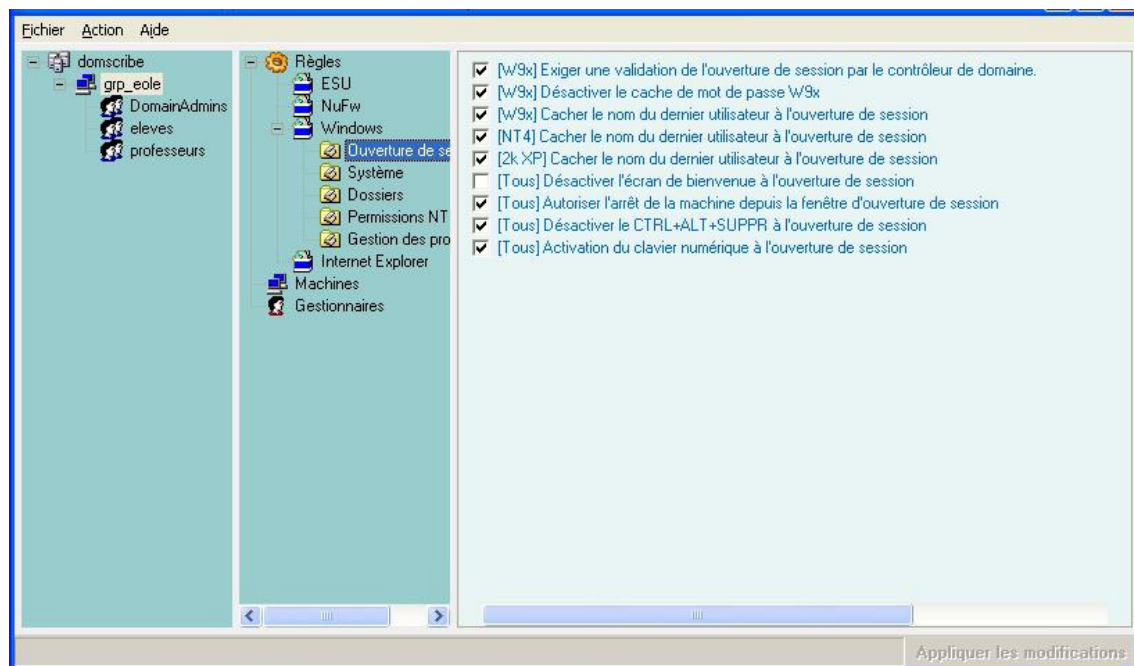 Fichier Action Aide
domscribe
grp_eole
DomainAdmins
eleves
professeurs
Règles
ESU
NuFw
Windows
Ouverture de se
Système
Dossiers
Permissions NT
Gestion des pro
Internet Explorer
Machines
Gestionnaires
[W9x] Exiger une validation de l'ouverture de session par le contrôleur de domaine.
[W9x] Désactiver le cache de mot de passe W9x
[W9x] Cacher le nom du dernier utilisateur à l'ouverture de session
[NT4] Cacher le nom du dernier utilisateur à l'ouverture de session
[2k XP] Cacher le nom du dernier utilisateur à l'ouverture de session
[Tous] Désactiver l'écran de bienvenue à l'ouverture de session
[Tous] Autoriser l'arrêt de la machine depuis la fenêtre d'ouverture de session
[Tous] Désactiver le CTRL+ALT+SUPPR à l'ouverture de session
[Tous] Activation du clavier numérique à l'ouverture de session
Appliquer les modifications